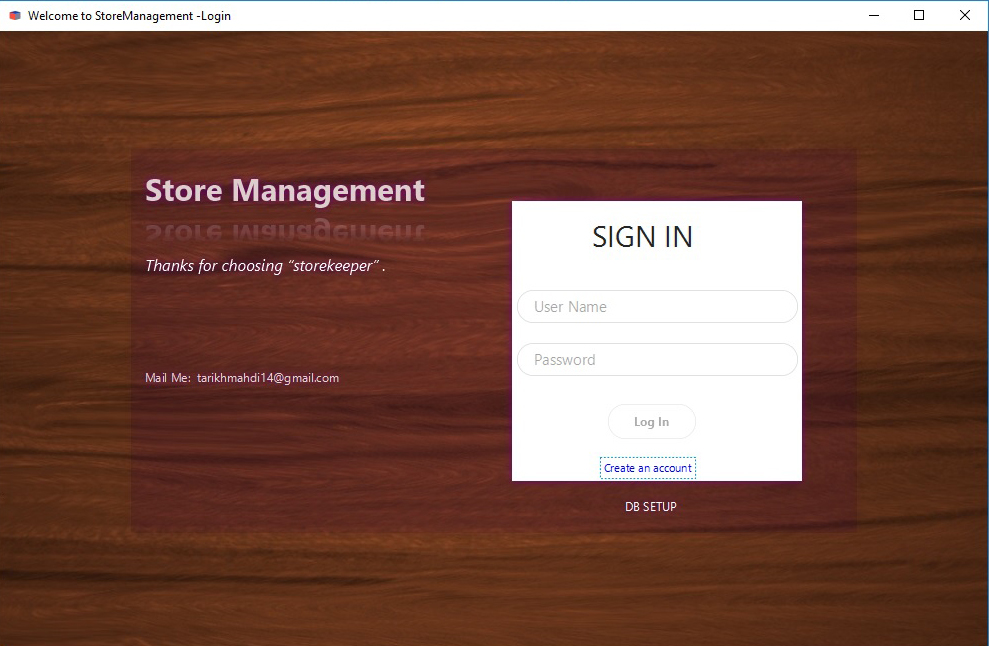 Welcome to StoreManagement -Login
Store Management
Thanks for choosing “storekeeper” .
Mail Me:  tarikhmahdi14@gmail.com
SIGN IN
User Name
Password
Log In
Create an account
DB SETUP